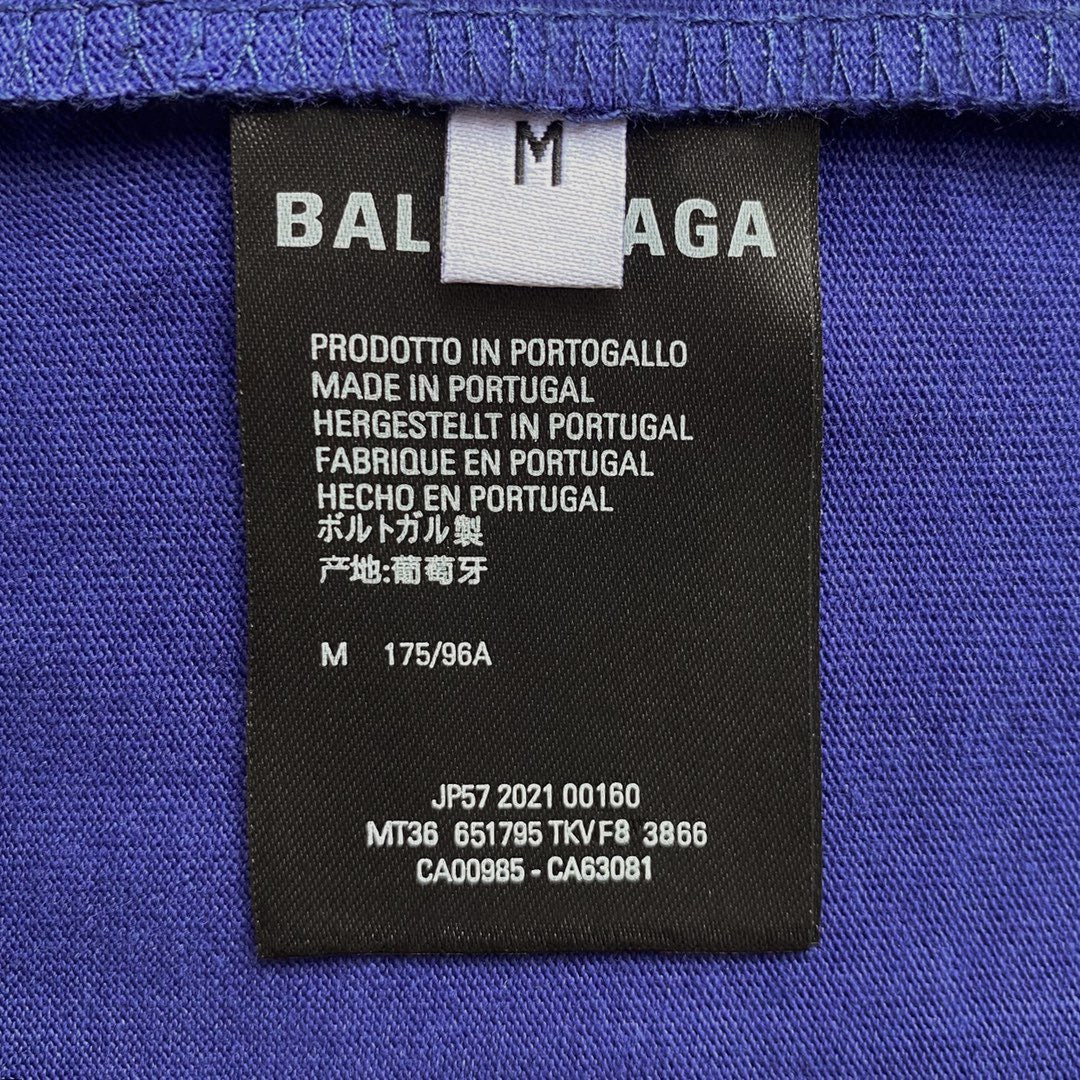 M
BAL AGA
PRODOTTO IN PORTOGALLO
MADE IN PORTUGAL
HERGESTELLT IN PORTUGAL
FABRIQUE EN PORTUGAL
HECHO EN PORTUGAL
ボルトガル製
产地:葡萄牙
M 175/96A
JP57 2021 00160
MT36 651795 TKVF8 3866
CA00985 - CA63081